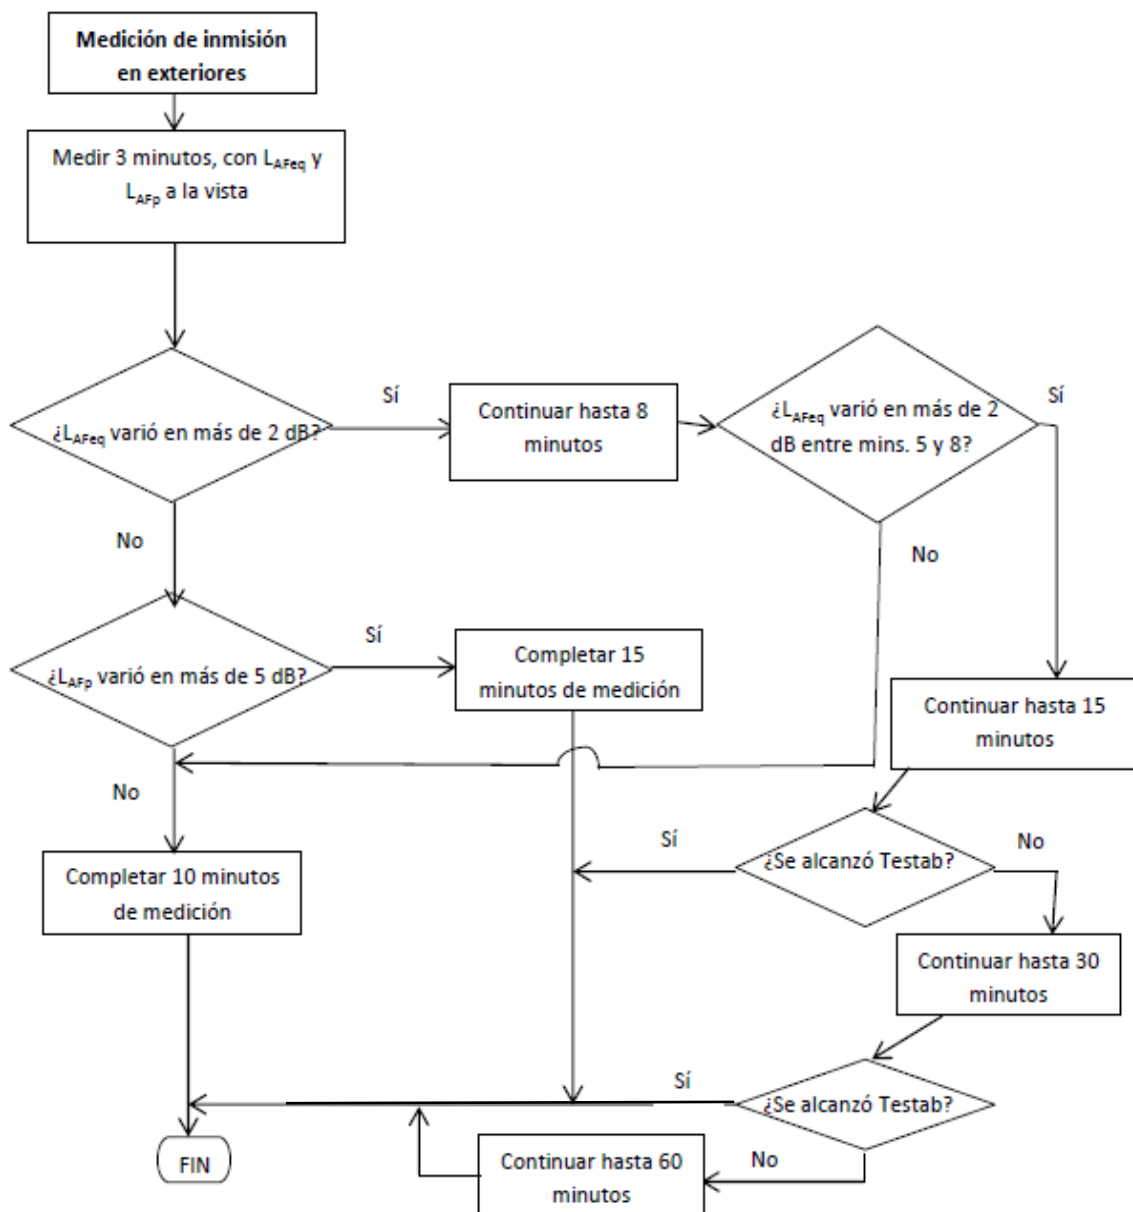 Medición de inmisión
en exteriores
Medir 3 minutos, con LAFeq y
LAFp a la vista
¿LAFeq varió en más de 2 dB?
Sí
Continuar hasta 8
minutos
¿LAFeq varió en más de 2
dB entre mins. 5 y 8?
Sí
No
No
¿LAFp varió en más de 5 dB?
Sí
Completar 15
minutos de medición
Continuar hasta 15
minutos
No
Completar 10 minutos
de medición
Sí
¿Se alcanzó Testab?
No
Continuar hasta 30
minutos
Sí
¿Se alcanzó Testab?
No
Continuar hasta 60
minutos
FIN